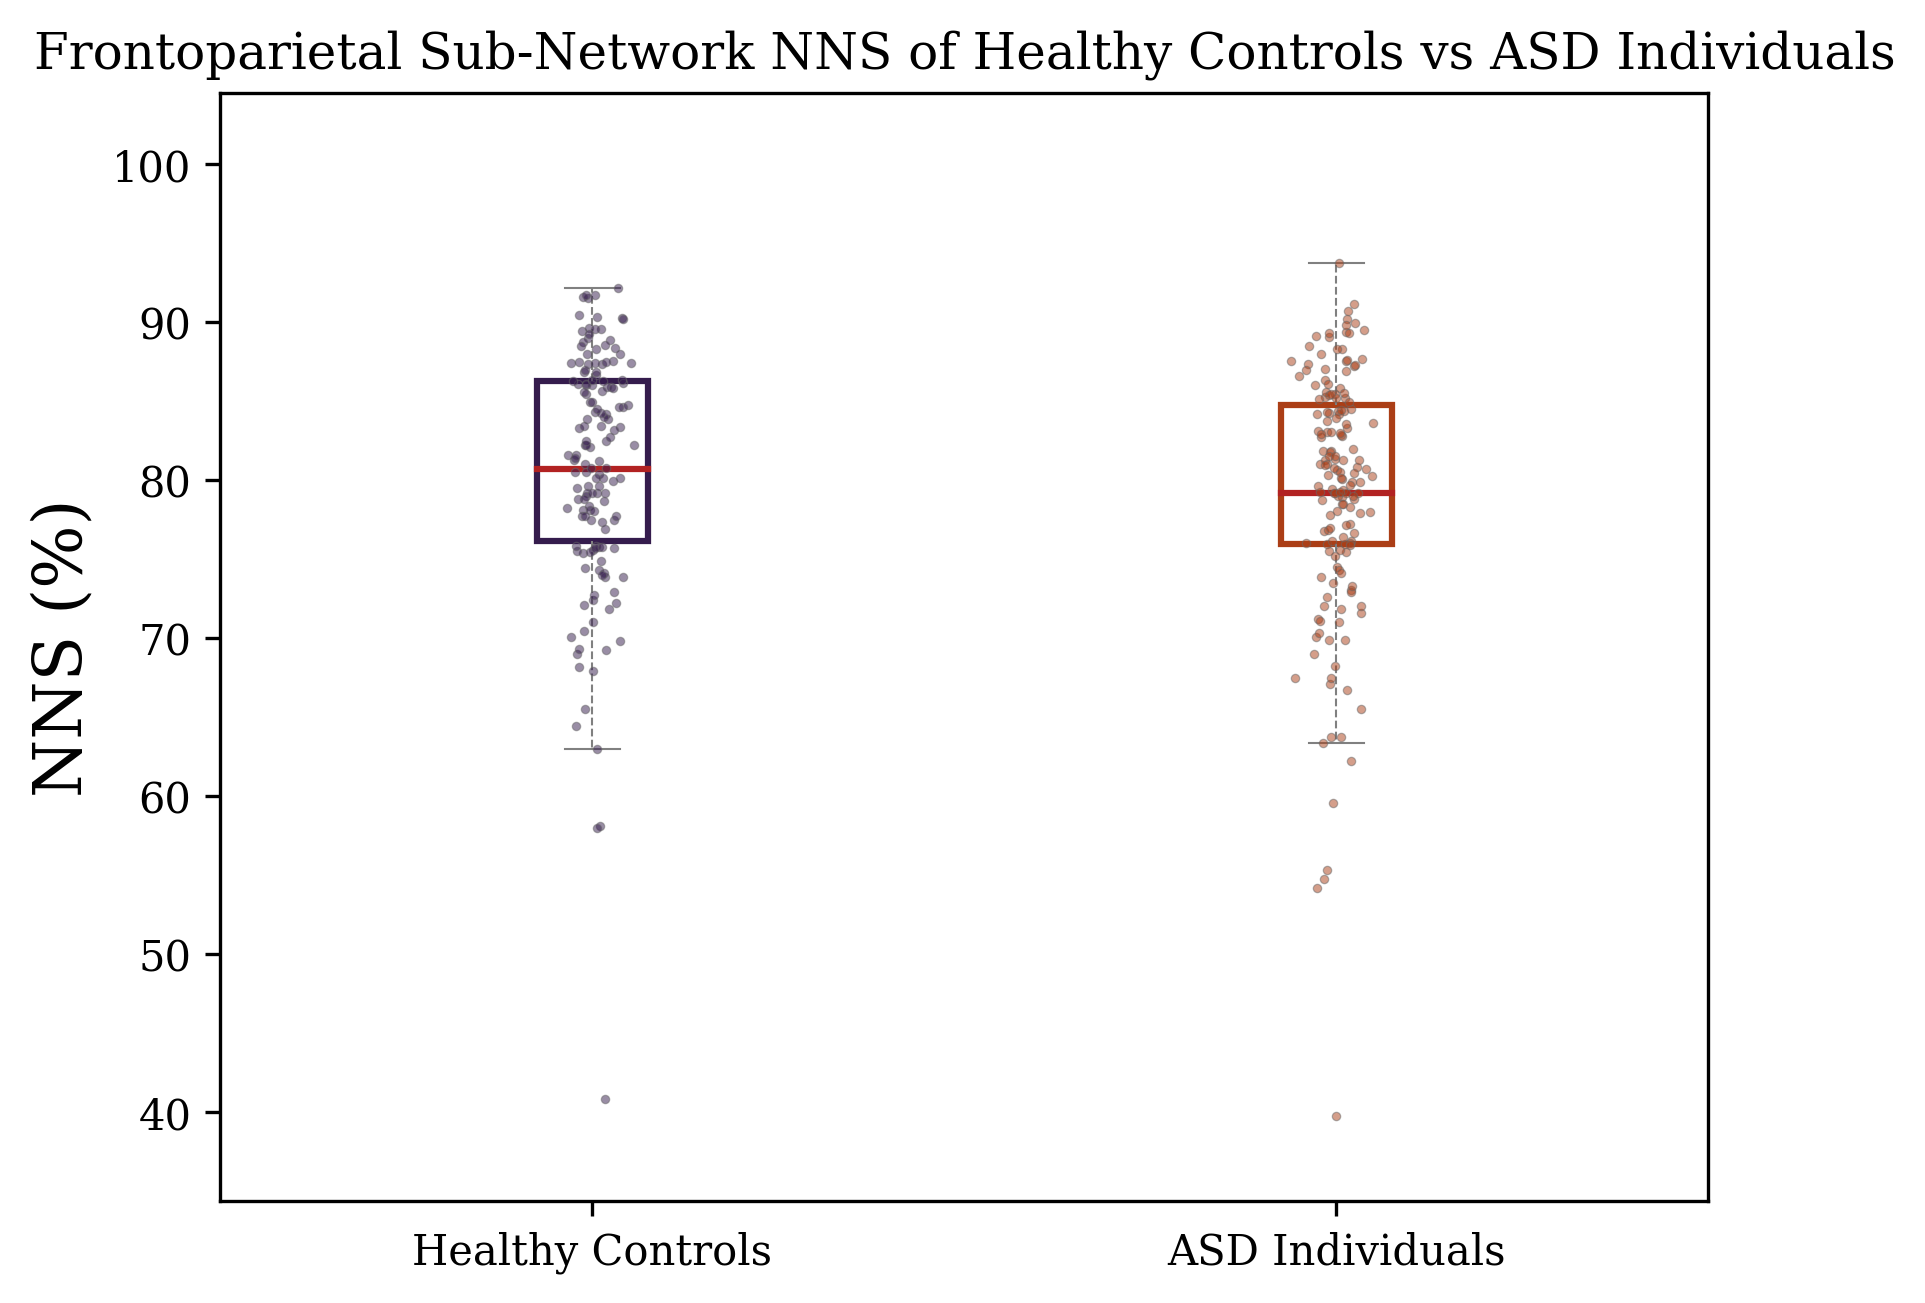 Frontoparietal Sub-Network NNS of Healthy Controls vs ASD Individuals
NNS (%)
100
90
80
70
60
50
40
Healthy Controls
ASD Individuals